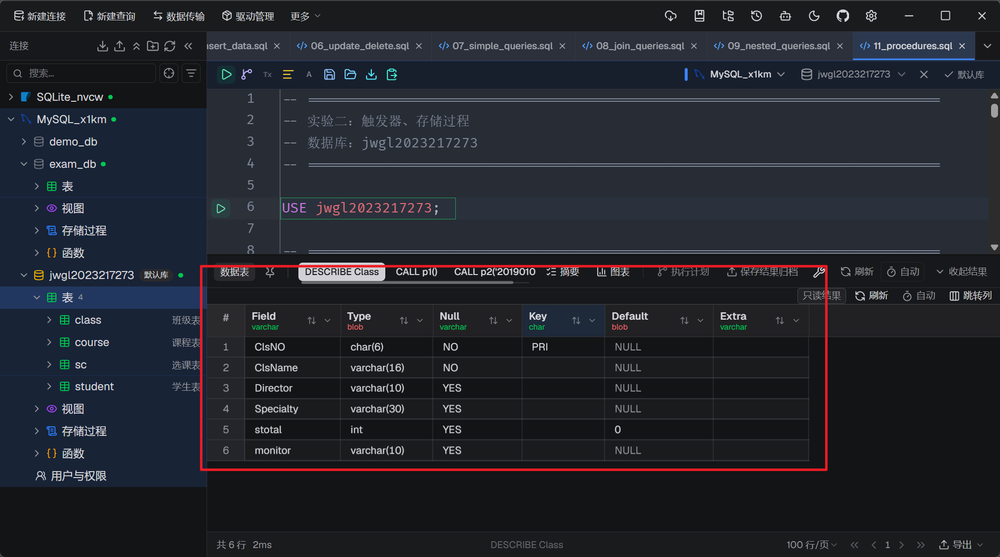 新建连接 新建查询 数据传输 驱动管理 更多
连接
nsert_data.sql 06_update_delete.sql 07_simple_queries.sql 08_join_queries.sql 09_nested_queries.sql 11_procedures.sql
搜索...
Tx A MySQL_x1km jwgl2023217273 默认库
SQLite_nvcw
MySQL_x1km
demo_db
exam_db
表
视图
存储过程
函数
jwgl2023217273 默认库
表 4
class 班级表
course 课程表
sc 选课表
student 学生表
视图
存储过程
函数
用户与权限
1 -- ==========
2 -- 实验二: 触发器、存储过程
3 -- 数据库: jwgl2023217273
4 -- ==========
5
6 USE jwgl2023217273;
7
8 -- ==========
数据表 DESCRIBE Class CALL p1() CALL p2('2019010 摘要 图表 执行计划 保存结果归档 刷新 自动 收起结果
只读结果 刷新 自动 跳转列
# Field Type Null Key Default Extra
varchar blob varchar char blob varchar
1 ClsNO char(6) NO PRI NULL
2 ClsName varchar(16) NO NULL
3 Director varchar(10) YES NULL
4 Specialty varchar(30) YES NULL
5 stotal int YES 0
6 monitor varchar(10) YES NULL
共 6 行 2ms DESCRIBE Class 100 行/页 1 导出